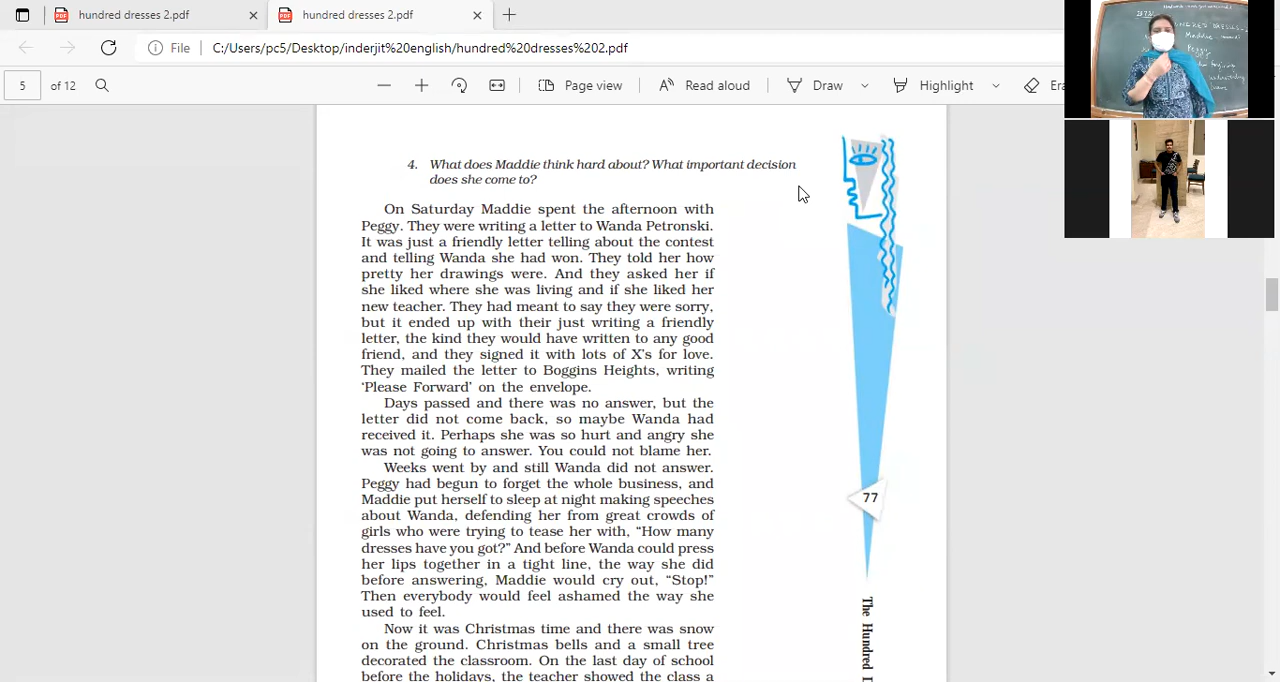 hundred dresses 2.pdf
hundred dresses 2.pdf
File
C:/Users/pc5/Desktop/inderjit%20english/hundred%20dresses%202.pdf
5 of 12
Page view
Read aloud
Draw
Highlight
Era
4. What does Maddie think hard about? What important decision
does she come to?
On Saturday Maddie spent the afternoon with
Peggy. They were writing a letter to Wanda Petronski.
It was just a friendly letter telling about the contest
and telling Wanda she had won. They told her how
pretty her drawings were. And they asked her if
she liked where she was living and if she liked her
new teacher. They had meant to say they were sorry,
but it ended up with their just writing a friendly
letter, the kind they would have written to any good
friend, and they signed it with lots of X's for love.
They mailed the letter to Boggins Heights, writing
‘Please Forward’ on the envelope.
Days passed and there was no answer, but the
letter did not come back, so maybe Wanda had
received it. Perhaps she was so hurt and angry she
was not going to answer. You could not blame her.
Weeks went by and still Wanda did not answer.
Peggy had begun to forget the whole business, and
Maddie put herself to sleep at night making speeches
about Wanda, defending her from great crowds of
girls who were trying to tease her with, “How many
dresses have you got?” And before Wanda could press
her lips together in a tight line, the way she did
before answering, Maddie would cry out, “Stop!”
Then everybody would feel ashamed the way she
used to feel.
Now it was Christmas time and there was snow
on the ground. Christmas bells and a small tree
decorated the classroom. On the last day of school
before the holidays, the teacher showed the class a
77
The Hundred
DRESSES
Maddie
Peggy